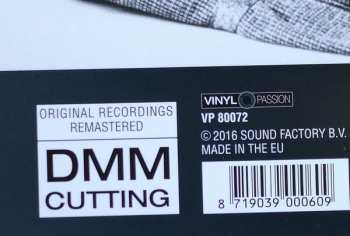 ORIGINAL RECORDINGS
REMASTERED
DMM
CUTTING
VINYL PASSION
VP 80072
© 2016 SOUND FACTORY B.V.
MADE IN THE EU
8 719039 000609